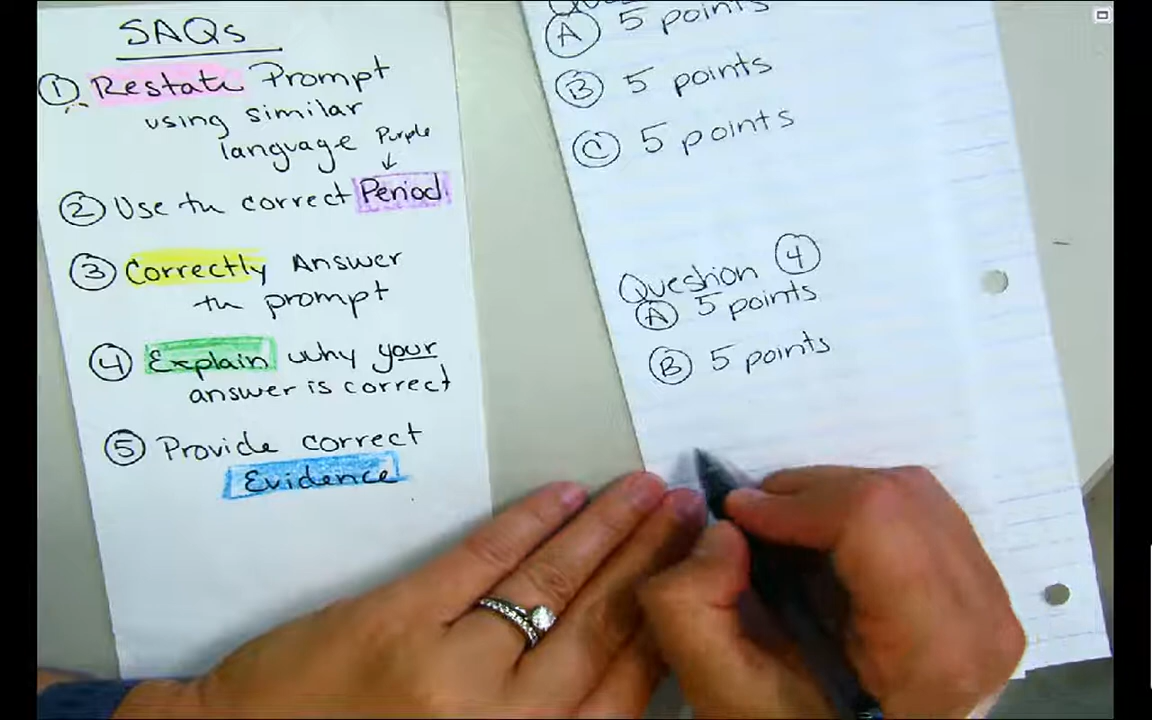 SAQs
① Restate Prompt
using similar
language Purple
② Use the correct Period.
③ Correctly Answer
the prompt
④ Explain why your
answer is correct
⑤ Provide correct
Evidence
Ⓐ 5 points
Ⓑ 5 points
Ⓒ 5 points
Question ④
Ⓐ 5 points
Ⓑ 5 points